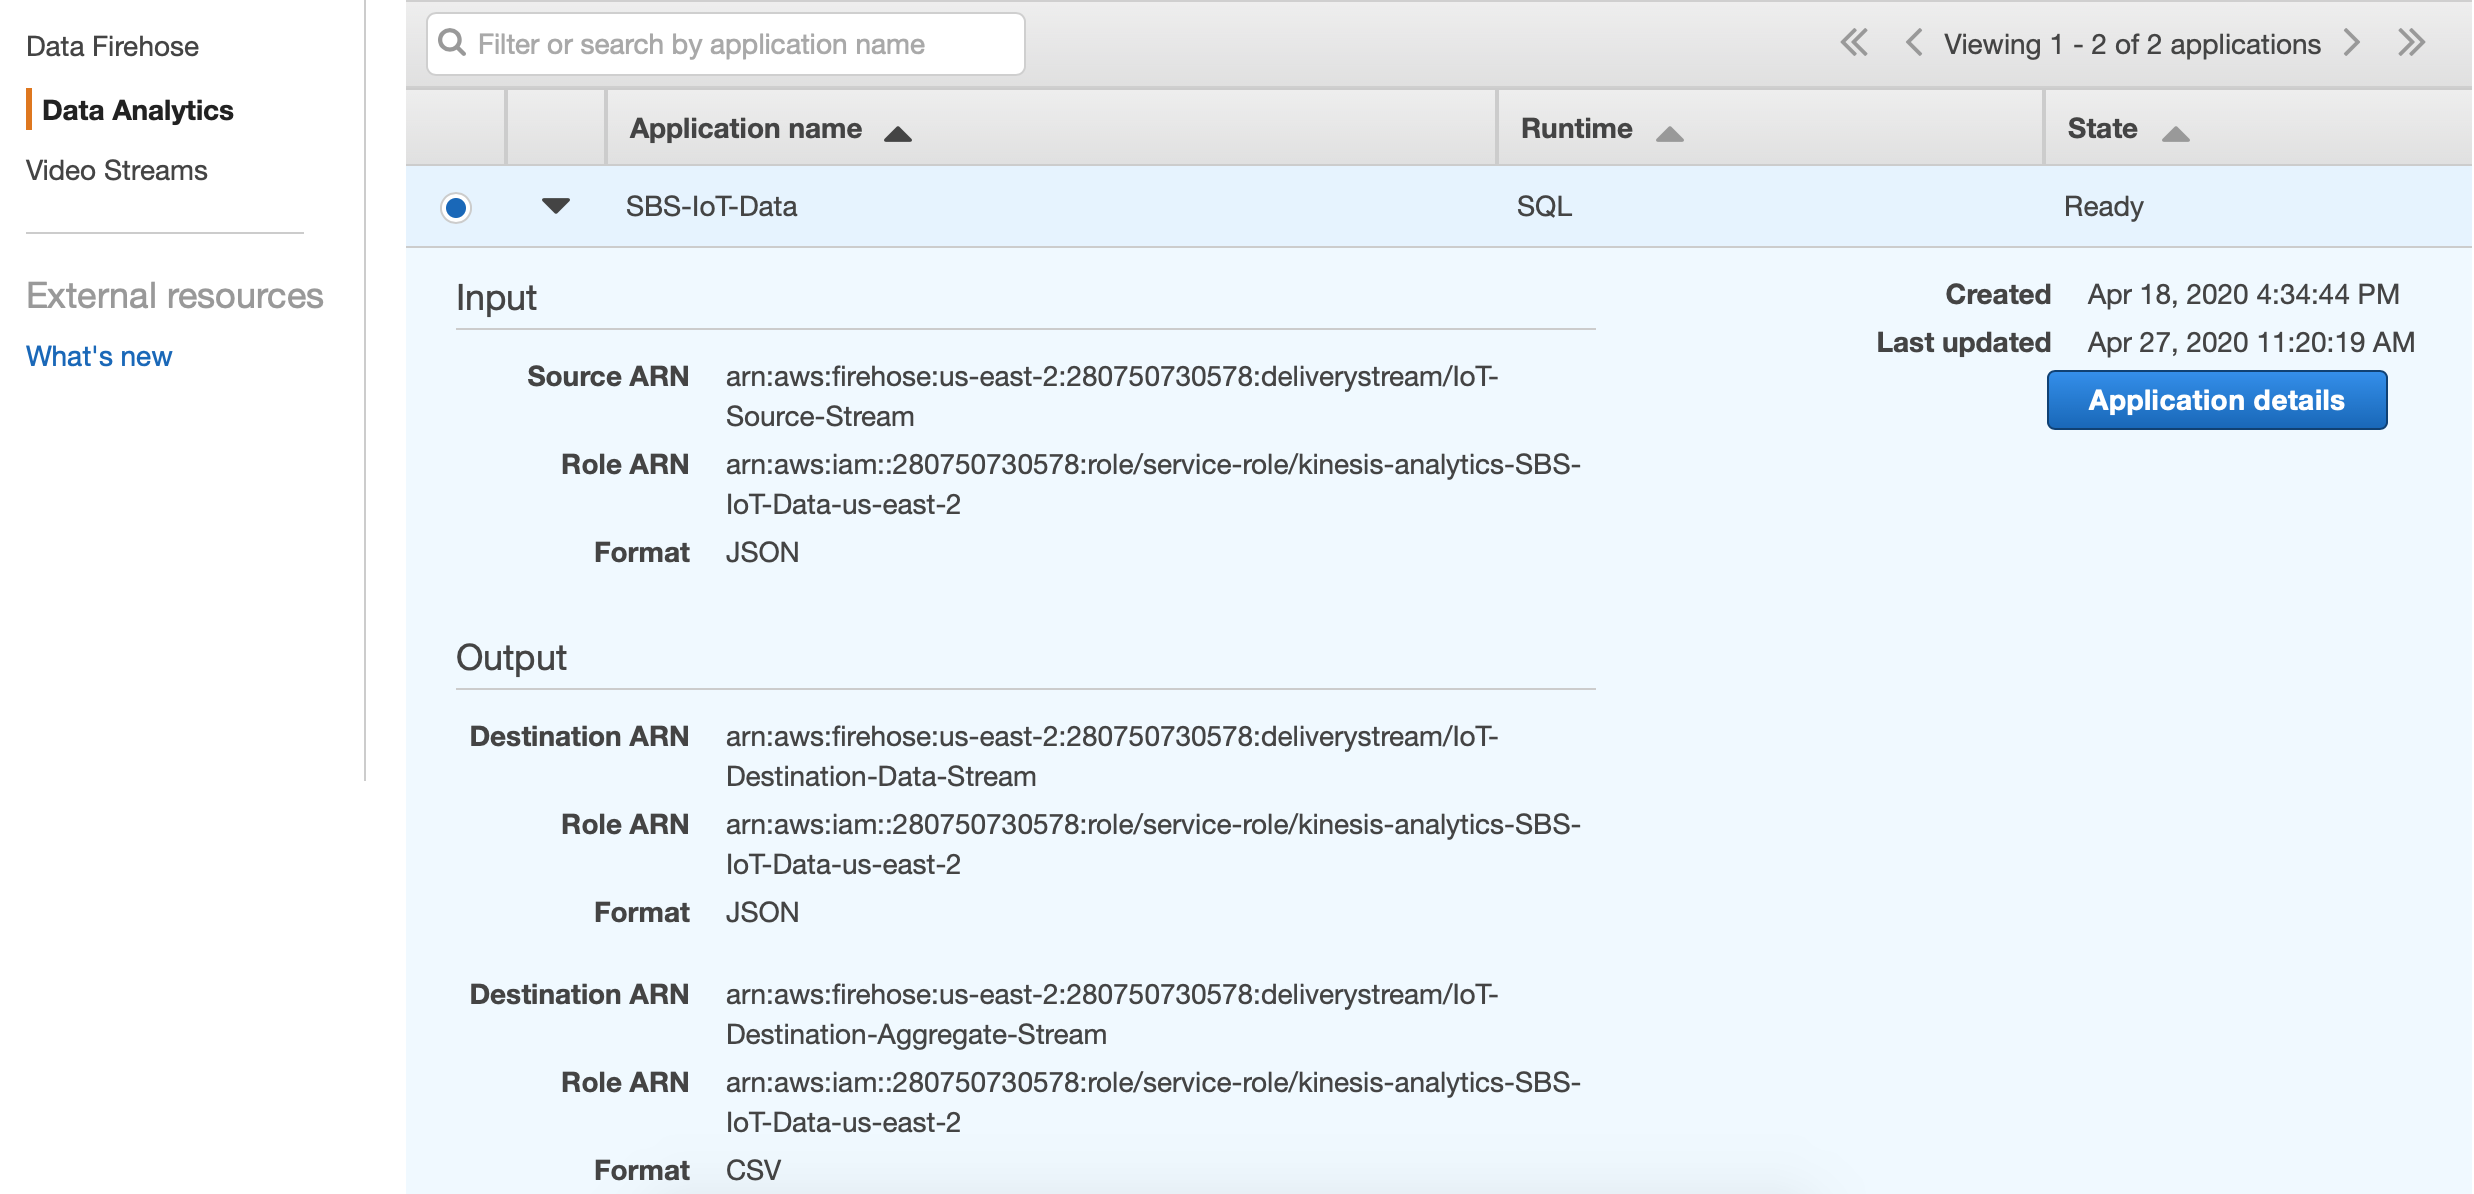 Data Firehose
Data Analytics
Video Streams
External resources
What's new
Filter or search by application name
Viewing 1 - 2 of 2 applications
Application name
Runtime
State
SBS-IoT-Data
SQL
Ready
Input
Source ARN
arn:aws:firehose:us-east-2:280750730578:deliverystream/IoT-
Source-Stream
Role ARN
arn:aws:iam::280750730578:role/service-role/kinesis-analytics-SBS-
IoT-Data-us-east-2
Format
JSON
Created
Apr 18, 2020 4:34:44 PM
Last updated
Apr 27, 2020 11:20:19 AM
Application details
Output
Destination ARN
arn:aws:firehose:us-east-2:280750730578:deliverystream/IoT-
Destination-Data-Stream
Role ARN
arn:aws:iam::280750730578:role/service-role/kinesis-analytics-SBS-
IoT-Data-us-east-2
Format
JSON
Destination ARN
arn:aws:firehose:us-east-2:280750730578:deliverystream/IoT-
Destination-Aggregate-Stream
Role ARN
arn:aws:iam::280750730578:role/service-role/kinesis-analytics-SBS-
IoT-Data-us-east-2
Format
CSV